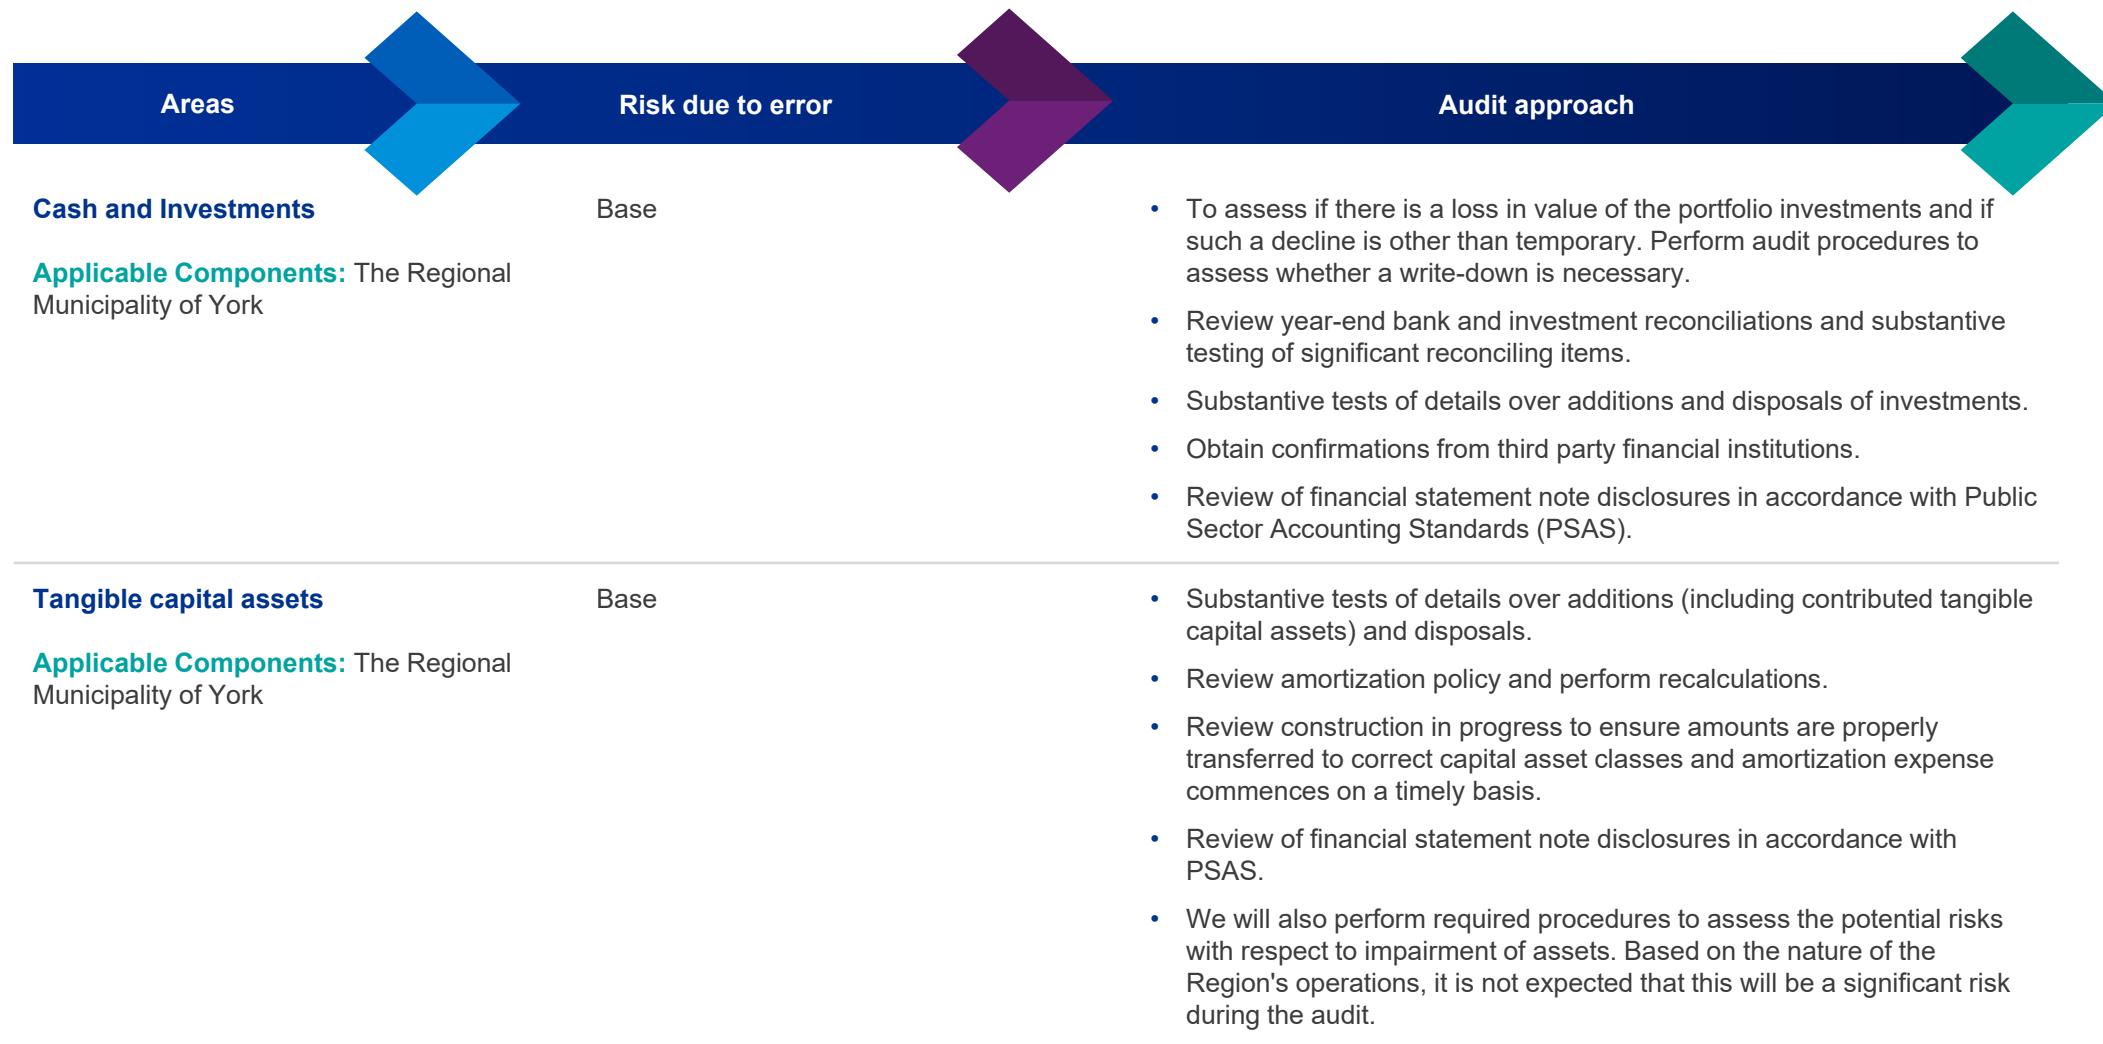 Areas
Risk due to error
Audit approach
Cash and Investments
Applicable Components: The Regional
Municipality of York
Base
• To assess if there is a loss in value of the portfolio investments and if
such a decline is other than temporary. Perform audit procedures to
assess whether a write-down is necessary.
• Review year-end bank and investment reconciliations and substantive
testing of significant reconciling items.
• Substantive tests of details over additions and disposals of investments.
• Obtain confirmations from third party financial institutions.
• Review of financial statement note disclosures in accordance with Public
Sector Accounting Standards (PSAS).
Tangible capital assets
Applicable Components: The Regional
Municipality of York
Base
• Substantive tests of details over additions (including contributed tangible
capital assets) and disposals.
• Review amortization policy and perform recalculations.
• Review construction in progress to ensure amounts are properly
transferred to correct capital asset classes and amortization expense
commences on a timely basis.
• Review of financial statement note disclosures in accordance with
PSAS.
• We will also perform required procedures to assess the potential risks
with respect to impairment of assets. Based on the nature of the
Region's operations, it is not expected that this will be a significant risk
during the audit.